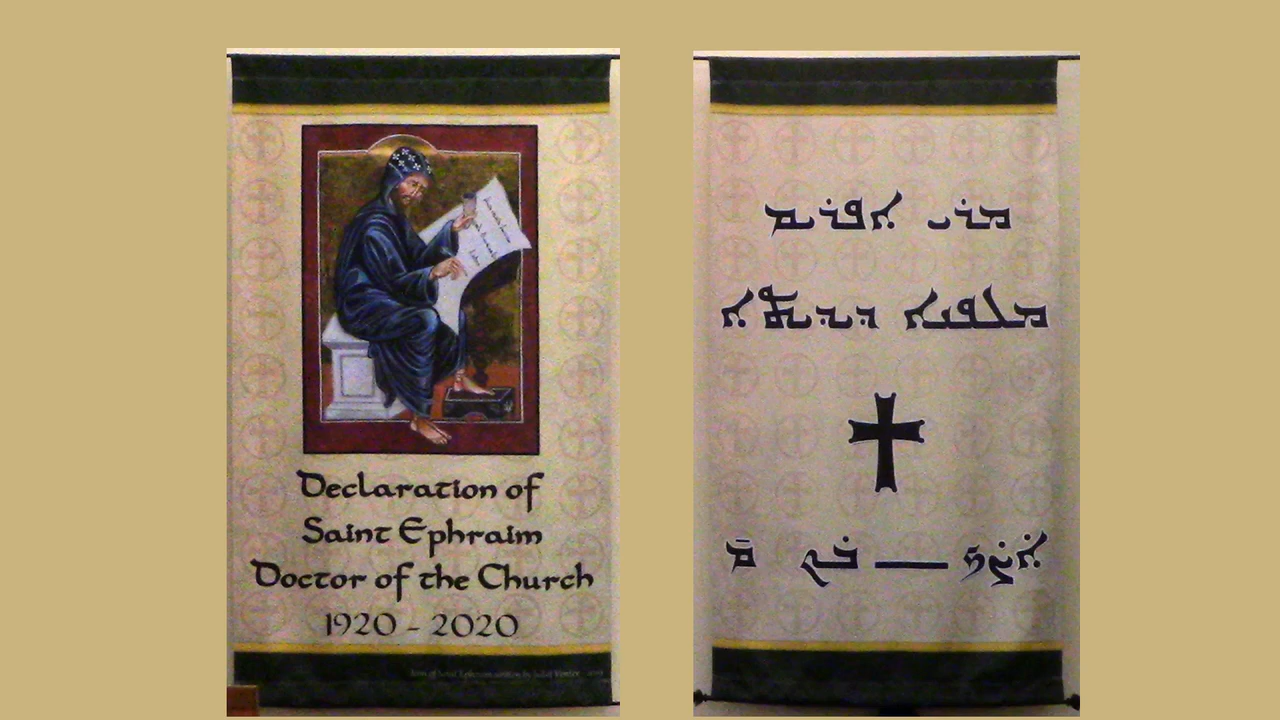 Declaration of
Saint Ephraim
Doctor of the Church
1920 - 2020
ܡܪܝ ܐܦܪܝܡ
ܡܠܦܢܐ ܕܥܕܬܐ
ܐ̇ܨ̇ܟ — ܒ̇ܟ ܡ̄